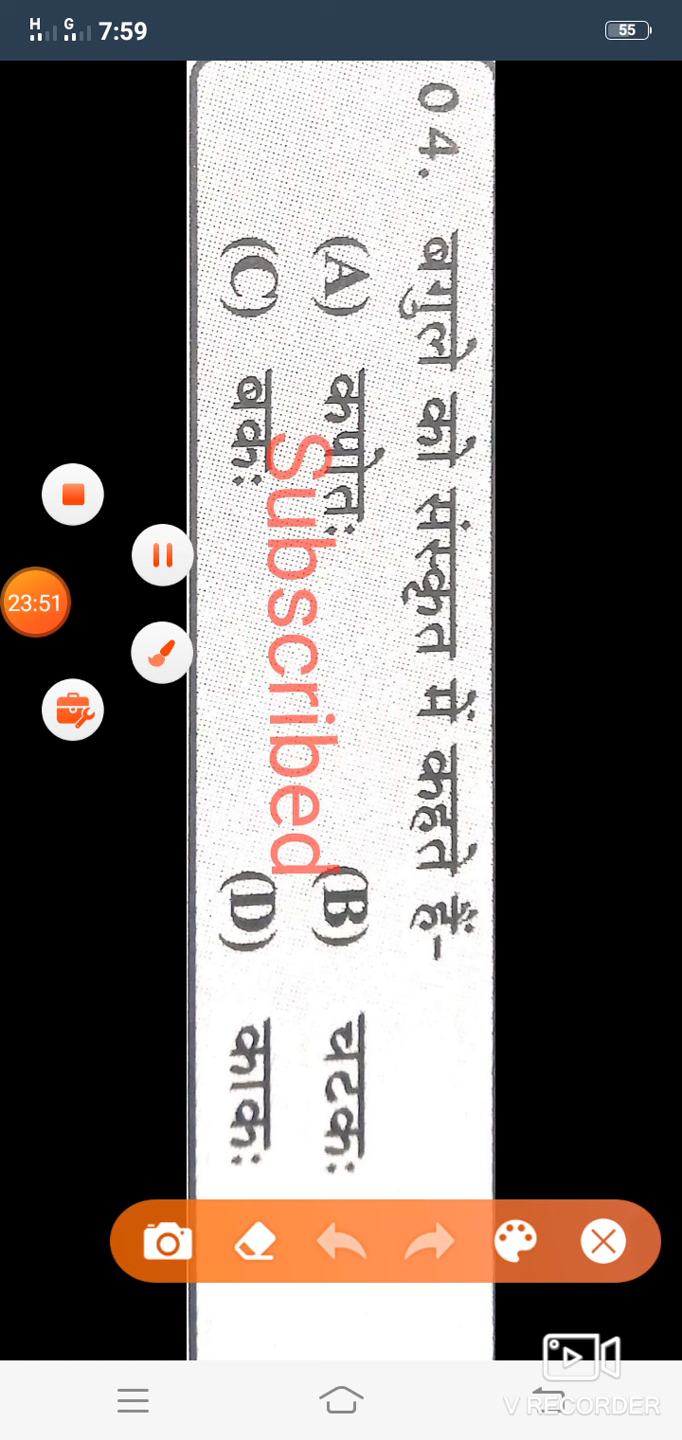 H G 7:59 55
04. बगुले को संस्कृत में कहते हैं-
(A) कपोतः (B) चटकः
(C) बकः (D) काकः
Subscribed
23:51
V RECORDER